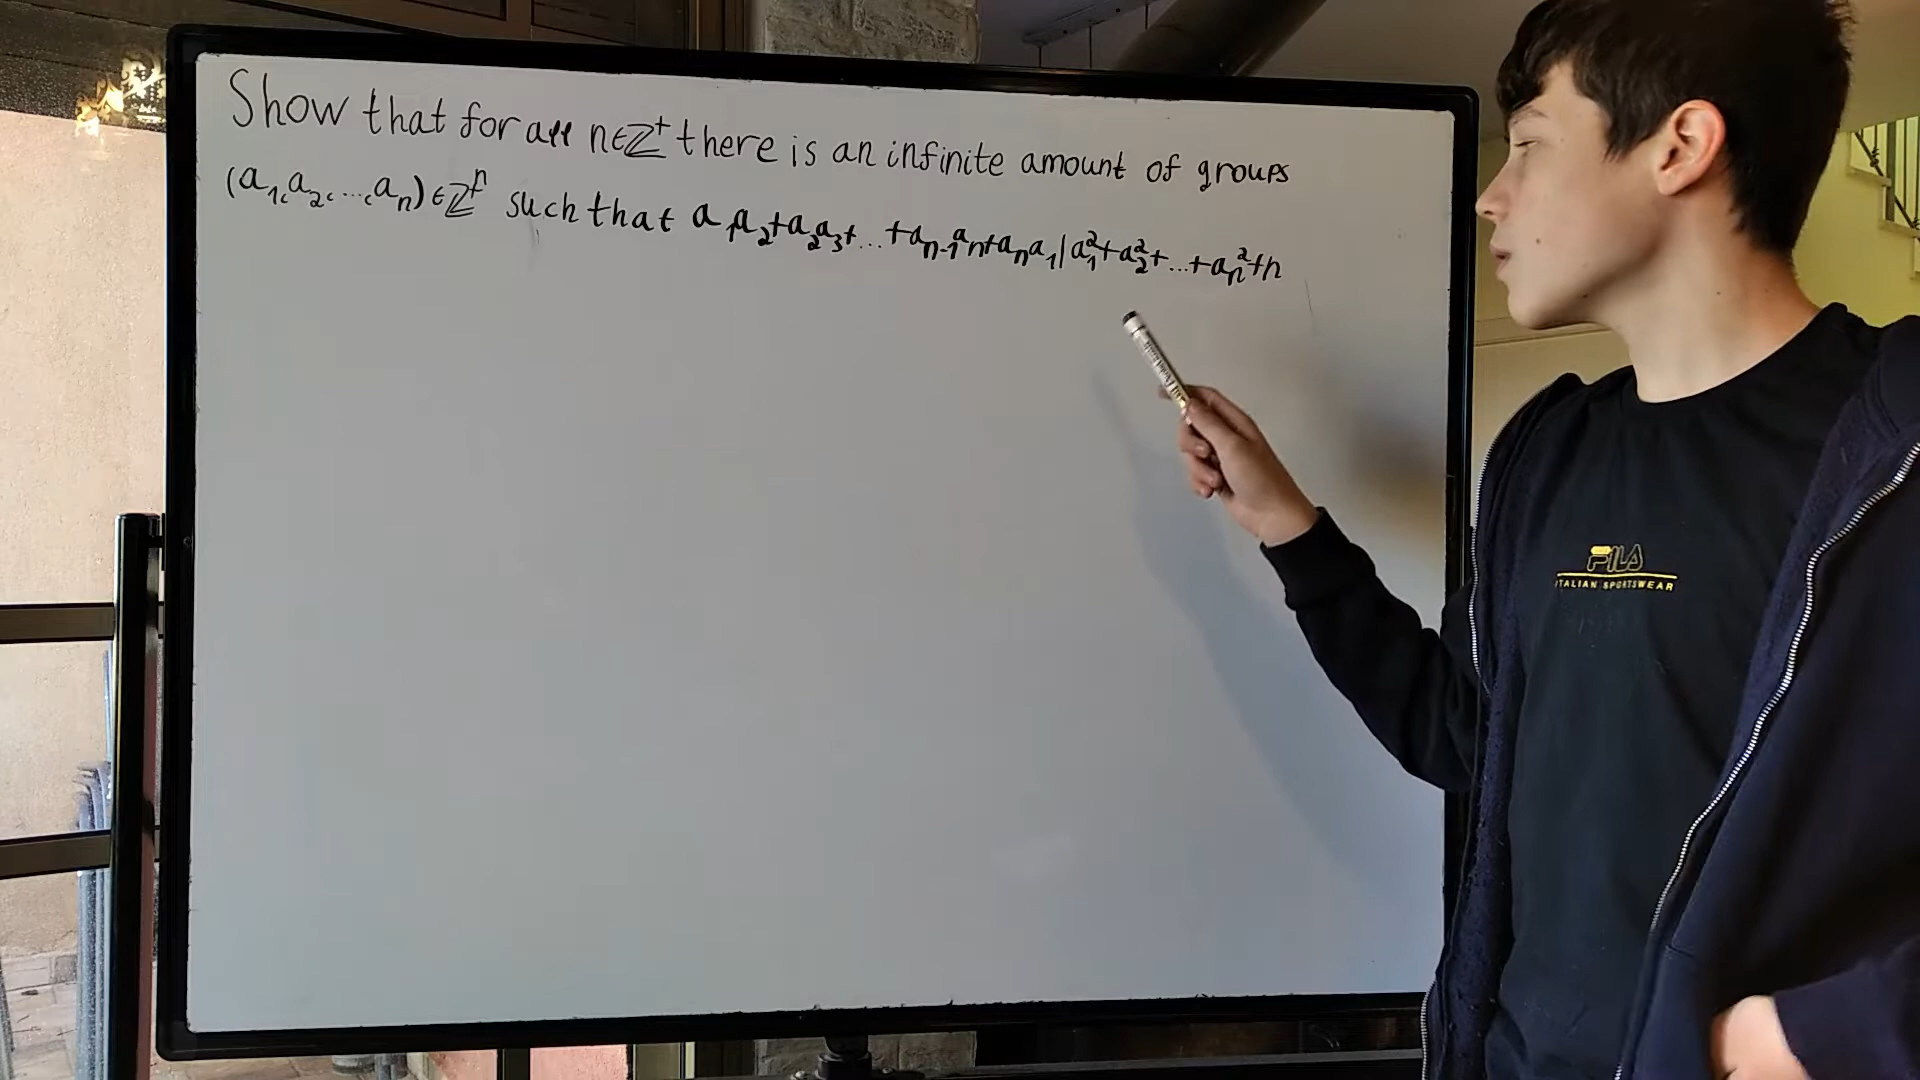 Show that for all n∈ℤ⁺ there is an infinite amount of groups
(a₁, a₂, ..., aₙ)∈ℤ⁺ⁿ such that a₁a₂+a₂a₃+...+aₙ₋₁aₙ+aₙa₁|a₁²+a₂²+...+aₙ²+n
FILA
ITALIAN SPORTSWEAR